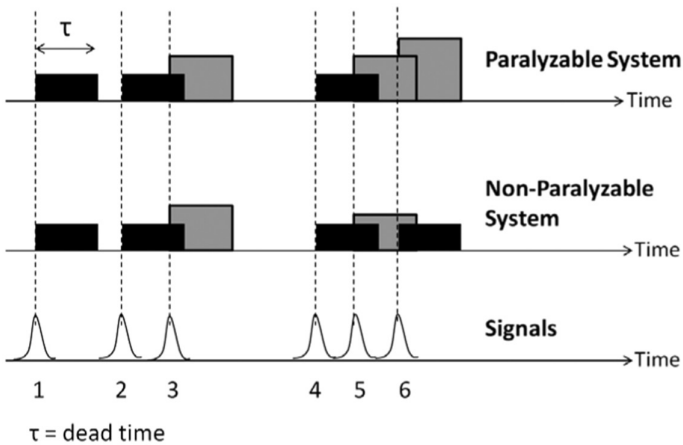 τ
Paralyzable System
Time
Non-Paralyzable
System
Time
Signals
Time
1 2 3 4 5 6
τ = dead time